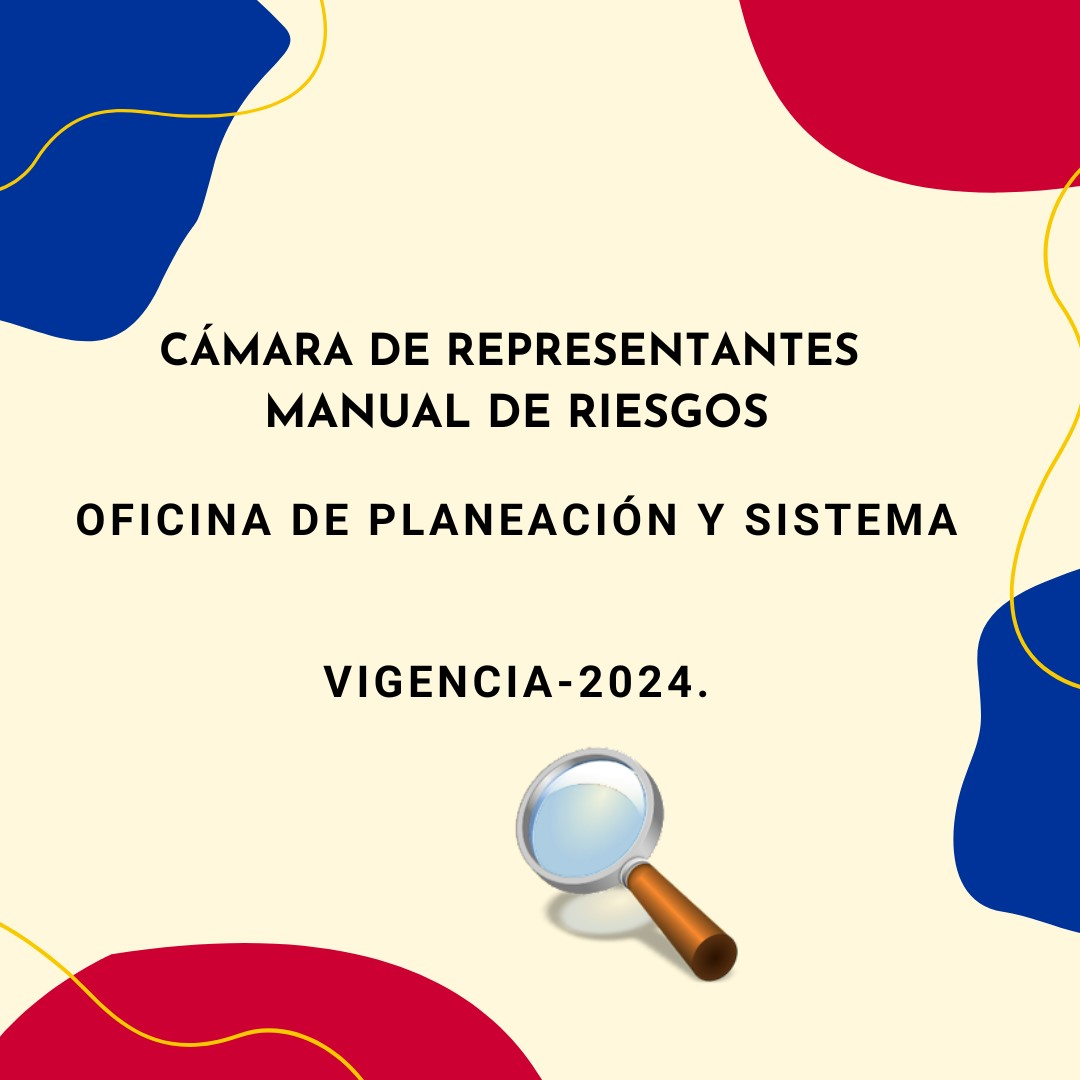 CÁMARA DE REPRESENTANTES
MANUAL DE RIESGOS
OFICINA DE PLANEACIÓN Y SISTEMA
VIGENCIA-2024.